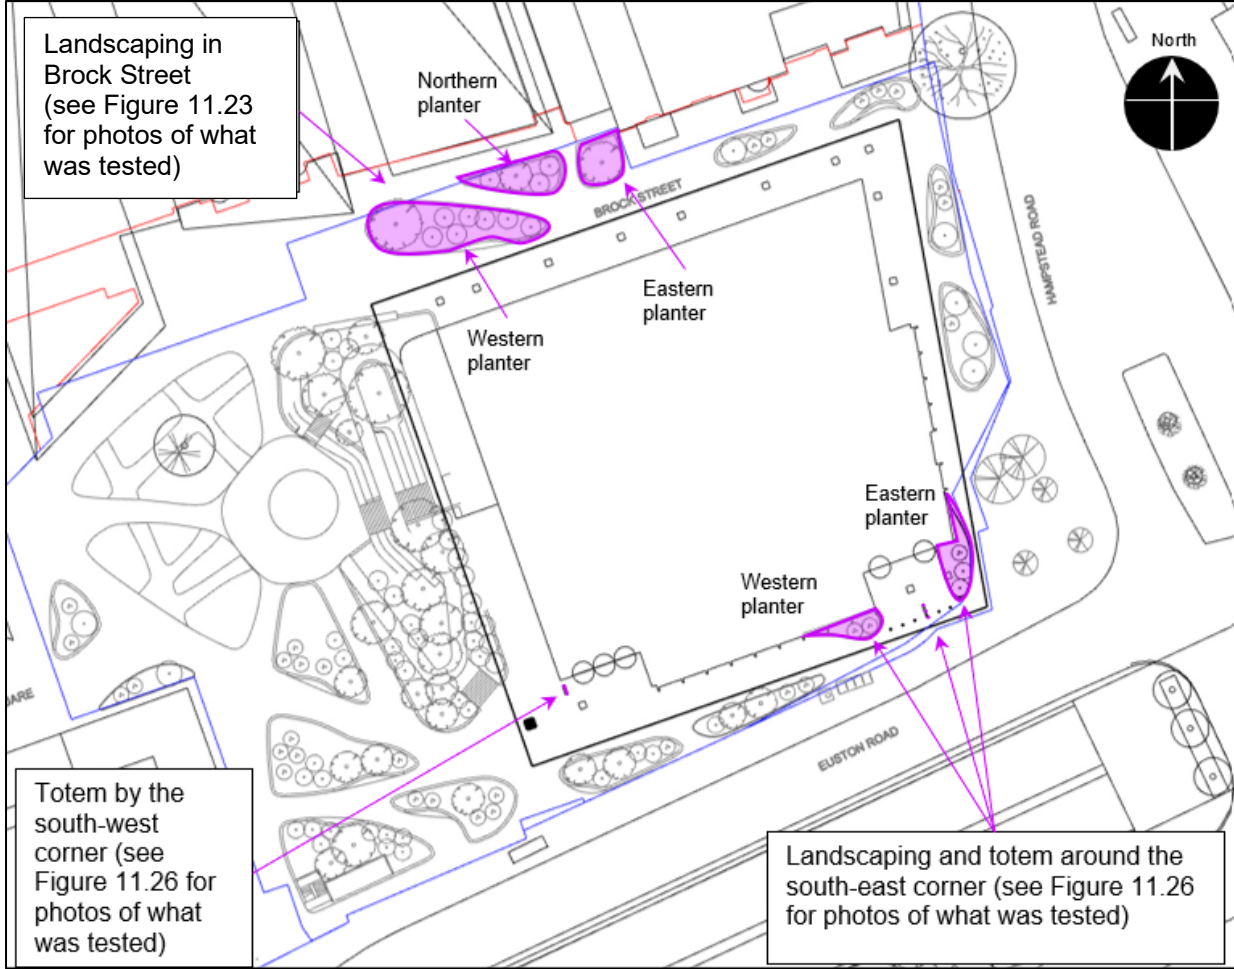 Landscaping in
Brock Street
(see Figure 11.23
for photos of what
was tested)
Northern
planter
North
BROCK STREET
HAMPSTEAD ROAD
Eastern
planter
Western
planter
Eastern
planter
Western
planter
UARE
EUSTON ROAD
Totem by the
south-west
corner (see
Figure 11.26 for
photos of what
was tested)
Landscaping and totem around the
south-east corner (see Figure 11.26
for photos of what was tested)